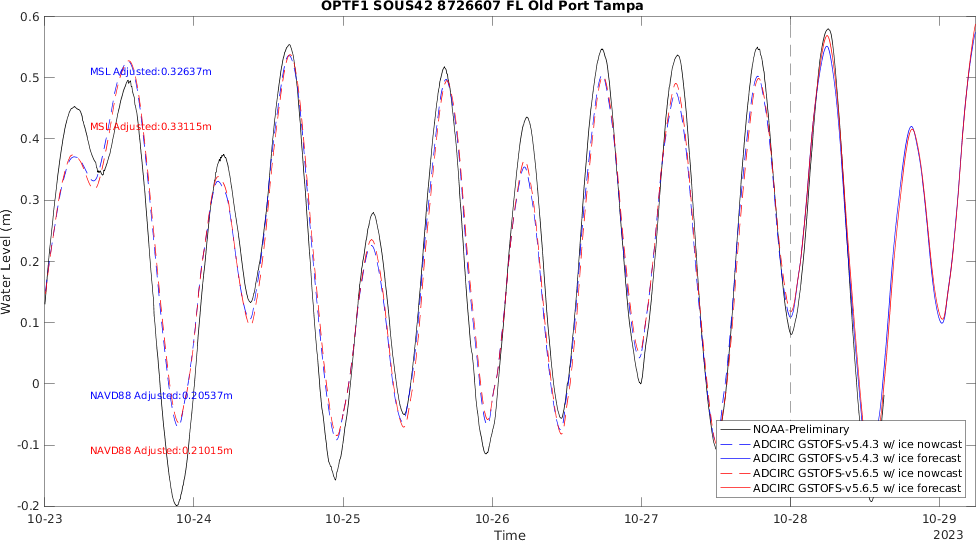 OPTF1 SOUS42 8726607 FL Old Port Tampa
0.6
0.5
0.4
0.3
0.2
0.1
0
-0.1
-0.2
Water Level (m)
MSL Adjusted:0.32637m
MSL Adjusted:0.33115m
NAVD88 Adjusted:0.20537m
NAVD88 Adjusted:0.21015m
NOAA-Preliminary
ADCIRC GSTOFS-v5.4.3 w/ ice nowcast
ADCIRC GSTOFS-v5.4.3 w/ ice forecast
ADCIRC GSTOFS-v5.6.5 w/ ice nowcast
ADCIRC GSTOFS-v5.6.5 w/ ice forecast
10-23 10-24 10-25 10-26 10-27 10-28 10-29
Time
2023